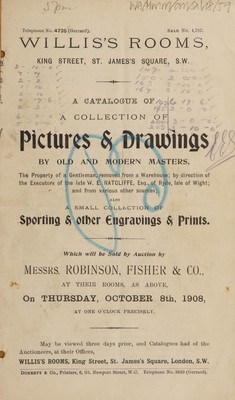 5 pm
Telephone No. 4725 (Gerrard).
SALE No. 4,262.
WILLIS'S ROOMS,
KING STREET, ST. JAMES'S SQUARE, S.W.
A CATALOGUE OF
A COLLECTION OF
Pictures & Drawings
BY OLD AND MODERN MASTERS,
The Property of a Gentleman, removed from a Warehouse; by direction of
the Executors of the late W. E. RATCLIFFE, Esq., of Ryde, Isle of Wight;
and from various other sources;
ALSO
A SMALL COLLECTION OF
Sporting & other Engravings & Prints.
Which will be Sold by Auction by
MESSRS. ROBINSON, FISHER & CO.,
AT THEIR ROOMS, AS ABOVE,
On THURSDAY, OCTOBER 8th, 1908,
AT ONE O'CLOCK PRECISELY.
May be viewed three days prior, and Catalogues had of the
Auctioneers, at their Offices,
WILLIS'S ROOMS, King Street, St. James's Square, London, S.W.
DOHERTY & Co., Printers, 6, Gt. Newport Street, W.C. Telephone No.